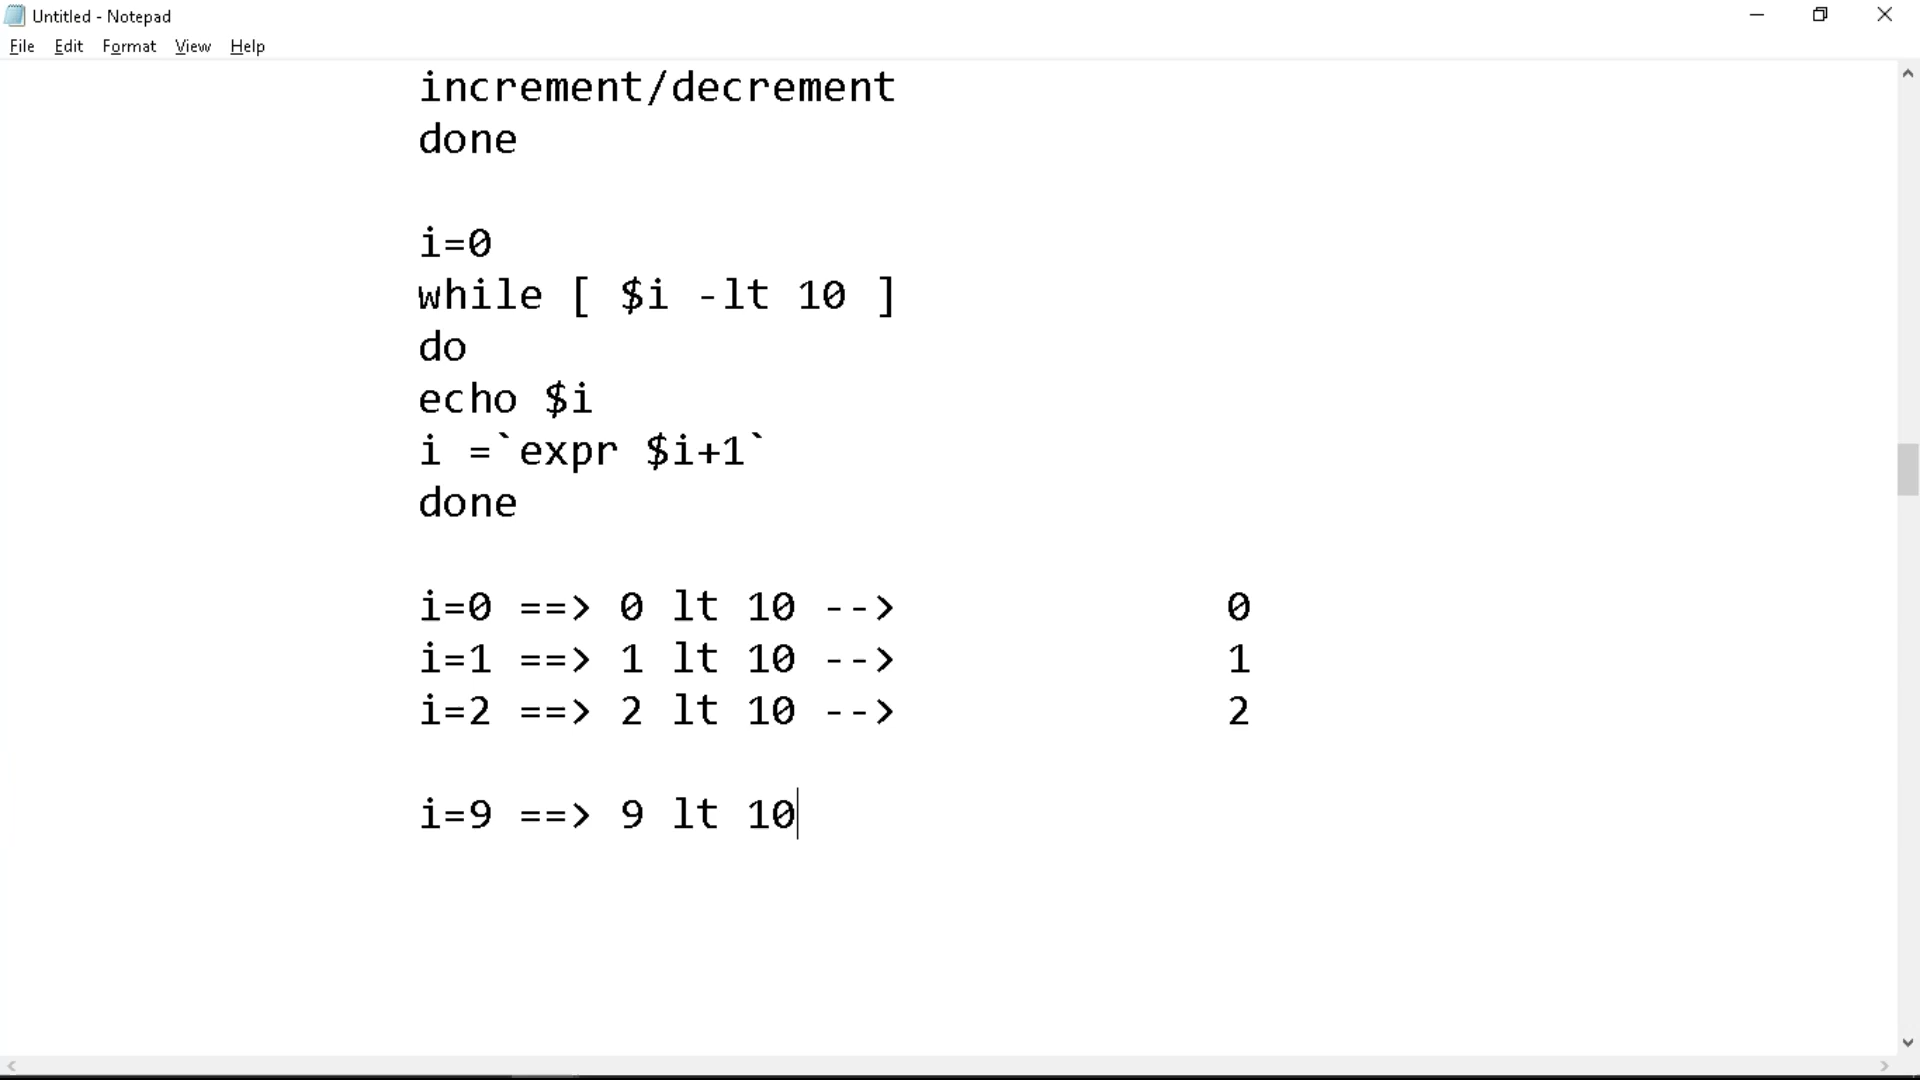 Untitled - Notepad
File Edit Format View Help
increment/decrement
done
i=0
while [ $i -lt 10 ]
do
echo $i
i =`expr $i+1`
done
i=0 ==> 0 lt 10 --> 0
i=1 ==> 1 lt 10 --> 1
i=2 ==> 2 lt 10 --> 2
i=9 ==> 9 lt 10